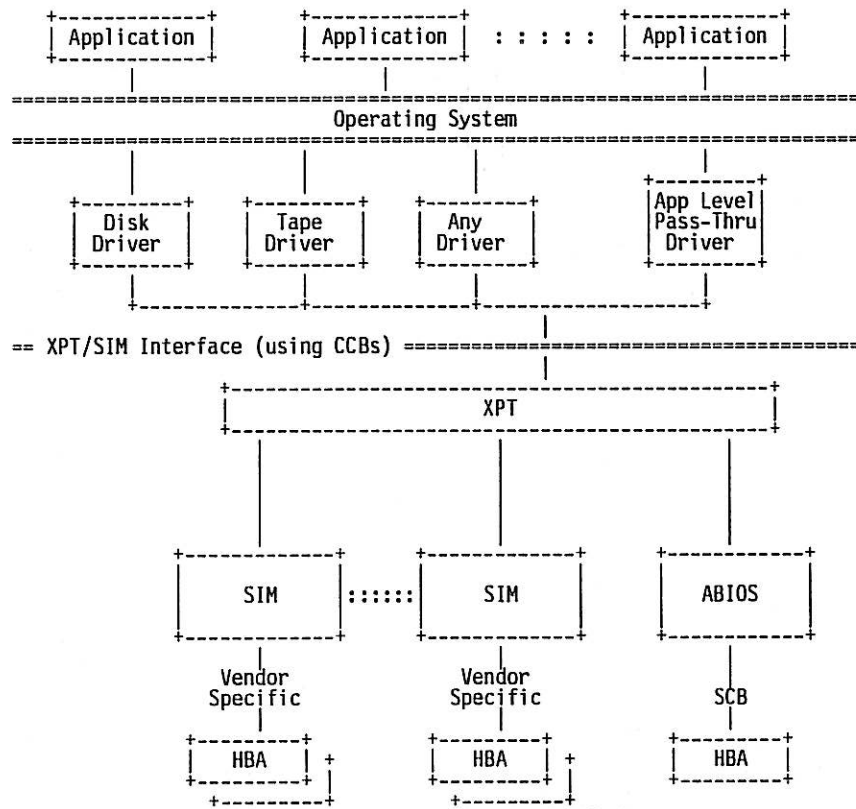 Application Application : : : : : Application
Operating System
App Level
Disk Tape Any Pass-Thru
Driver Driver Driver Driver
== XPT/SIM Interface (using CCBs) ==
XPT
SIM :::::: SIM ABIOS
Vendor Vendor
Specific Specific SCB
HBA HBA HBA